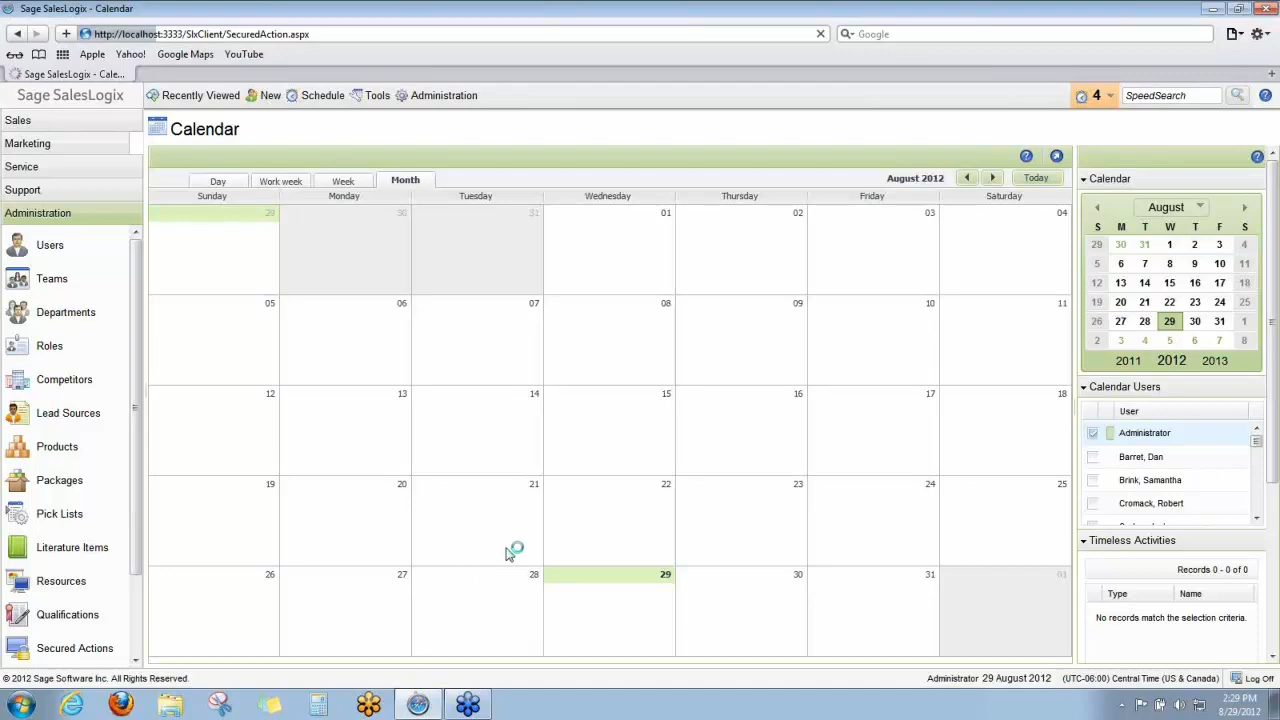 Sage SalesLogix - Calendar
http://localhost:3333/SlxClient/SecuredAction.aspx
Google
Apple Yahoo! Google Maps YouTube
Sage SalesLogix - Cale...
Sage SalesLogix
Recently Viewed New Schedule Tools Administration
4
SpeedSearch
Sales
Marketing
Service
Support
Administration
Users
Teams
Departments
Roles
Competitors
Lead Sources
Products
Packages
Pick Lists
Literature Items
Resources
Qualifications
Secured Actions
Calendar
Day Work week Week Month
August 2012
Today
Sunday Monday Tuesday Wednesday Thursday Friday Saturday
29 30 31 01 02 03 04
05 06 07 08 09 10 11
12 13 14 15 16 17 18
19 20 21 22 23 24 25
26 27 28 29 30 31 01
Calendar
August
S M T W T F S
29 30 31 1 2 3 4
5 6 7 8 9 10 11
12 13 14 15 16 17 18
19 20 21 22 23 24 25
26 27 28 29 30 31 1
2 3 4 5 6 7 8
2011 2012 2013
Calendar Users
User
Administrator
Barret, Dan
Brink, Samantha
Cromack, Robert
Timeless Activities
Records 0 - 0 of 0
Type Name
No records match the selection criteria.
© 2012 Sage Software Inc. All Rights Reserved.
Administrator 29 August 2012 (UTC-06:00) Central Time (US & Canada) Log Off
2:29 PM
8/29/2012